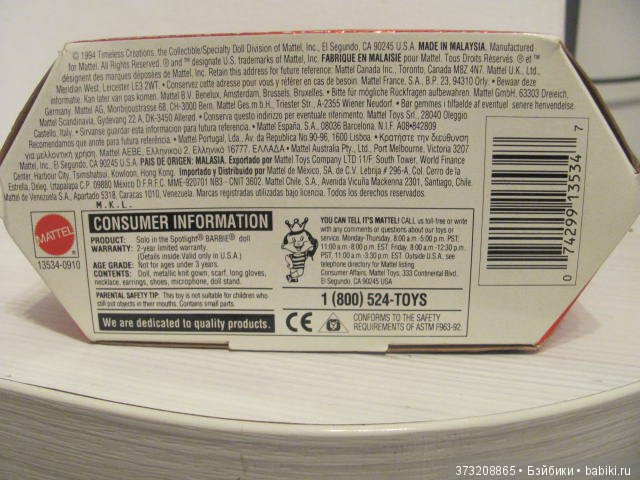 © 1994 Timeless Creations, the Collectible/Specialty Doll Division of Mattel, Inc., El Segundo, CA 90245 U.S.A. MADE IN MALAYSIA. Manufactured
for Mattel. All Rights Reserved. ® and ™ designate U.S. trademarks of Mattel, Inc. FABRIQUÉ EN MALAISIE pour Mattel. Tous Droits Réservés. ® et ™
désignent des marques déposées de Mattel, Inc. Retain this address for future reference: Mattel Canada Inc., Toronto, Canada M8Z 4N7. Mattel U.K. Ltd.,
Meridian West, Leicester LE3 2WT. • Conservez cette adresse pour vous y référer en cas de besoin. Mattel France, S.A., B.P. 23, 94310 Orly. • Bewaar deze
informatie. Kan later van pas komen. Mattel B.V. Benelux, Amsterdam, Brussels, Bruxelles. • Bitte für mögliche Rückfragen aufbewahren. Mattel GmbH, 63303 Dreieich,
Germany. Mattel AG, Monbijoustrasse 68, CH-3000 Bern. Mattel Ges.m.b.H., Triester Str., A-2355 Wiener Neudorf. • Bør gemmes i tilfælde af eventuel senere henvendelse.
Mattel Scandinavia, Gydevang 22 A, DK-3450 Allerød. • Conserva questo indirizzo per eventuale riferimento. Mattel Toys Srl., 28040 Oleggio
Castello, Italy. • Sirvanse guardar esta informacion para futura referencia. • Mattel España, S.A., 08036 Barcelona. N.I.F. A08-842809
Recomendamos que anote para futura referência. • Mattel Portugal, Lda., Av. da Republica No.90-96, 1600 Lisboa. • Κρατήστε την διεύθυνση
για μελλοντική χρήση. Mattel ΑΕΒΕ, Ελληνικού 2, Ελληνικό 16777, ΕΛΛΑΔΑ • Mattel Australia Pty., Ltd., Port Melbourne, Victoria 3207
Mattel, Inc., El Segundo, CA 90245 U.S.A. PAIS DE ORIGEN: MALASIA. Exportado por Mattel Toys Company LTD 11/F. South Tower, World Finance
Center, Harbour City, Tsimshatsui, Kowloon, Hong Kong. Importado y Distribuido por Mattel de México, S.A. de C.V. Lebrija # 296-A, Col. Cerro de la
Estrella, Deleg. Iztapalapa C.P. 09880 México D.F. R.F.C. MME-920701 NB3 - CNIT 3602. Mattel Chile, S.A., Avenida Vicuña Mackenna 2301, Santiago, Chile.
Mattel de Venezuela, S.A., Apartado 5318, Caracas 1010, Venezuela. Marcas registradas usadas bajo licencia. Todos los derechos reservados.
M.K.L.
MATTEL
®
13534-0910
CONSUMER INFORMATION
PRODUCT: Solo in the Spotlight® BARBIE® doll
WARRANTY: 2-year limited warranty.
(Details inside. Valid only in U.S.A.)
AGE GRADE: Not for ages under 3 years.
CONTENTS: Doll, metallic knit gown, scarf, long gloves,
necklace, earrings, shoes, microphone, doll stand.
PARENTAL SAFETY TIP: This toy is not suitable for children who
still put objects in their mouths. Contains small parts.
We are dedicated to quality products.
YOU CAN TELL IT'S MATTEL! CALL us toll-free or write
with any comments or questions about our toys or
service: Monday-Thursday, 8:00 a.m.-5:00 p.m. PST;
11:00 a.m.-8:00 p.m. EST. Friday, 8:00 a.m.-12:30 p.m.
PST; 11:00 a.m.-3:30 p.m. EST. Outside U.S.A., see
telephone directory for Mattel listing.
Consumer Affairs, Mattel Toys, 333 Continental Blvd.,
El Segundo, CA 90245 USA
1 (800) 524-TOYS
CE
CONFORMS TO THE SAFETY
REQUIREMENTS OF ASTM F963-92.
0 74299 13534 7
373208865 • Бэйбики • babiki.ru